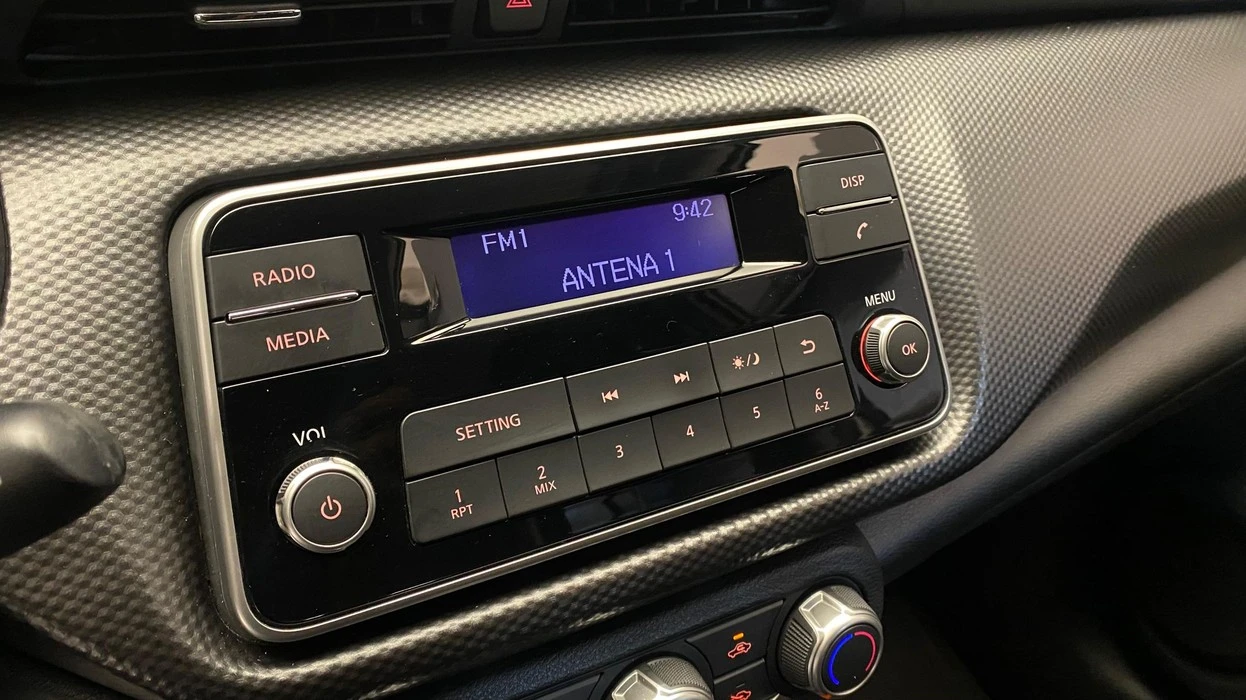 9:42
FM1
ANTENA 1
RADIO
MEDIA
DISP
MENU
OK
VOL
SETTING
1
RPT
2
MIX
3
4
5
6
A-Z